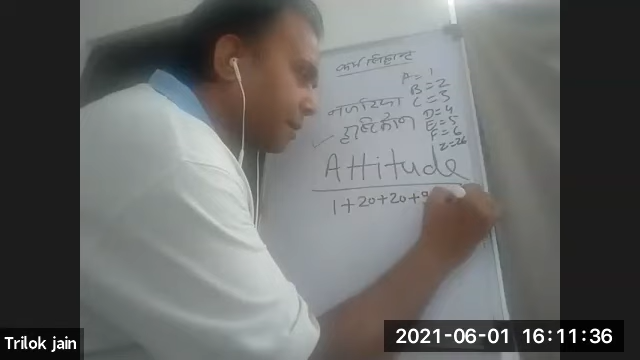 कर्म सिद्धान्त
A = 1
B = 2
नजरिया C = 3
D = 4
दृष्टिकोण E = 5
F = 6
Z = 26
Attitude
1+20+20+9
Trilok jain
2021-06-01 16:11:36